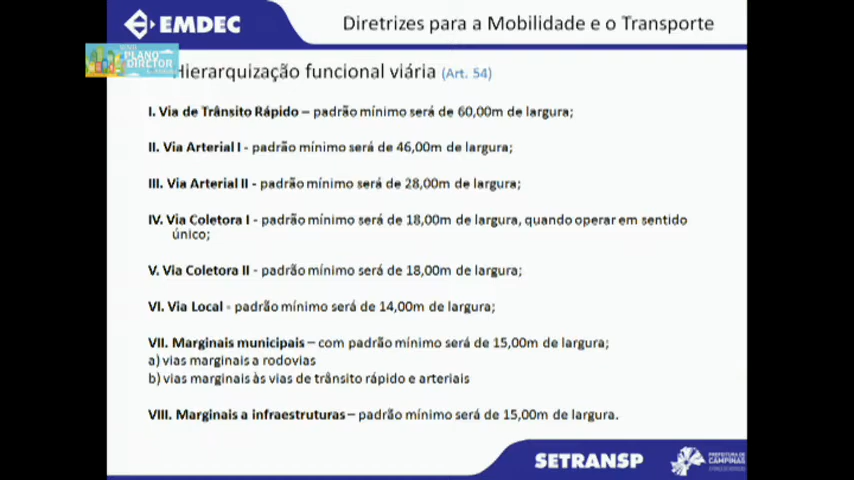 EMDEC
Diretrizes para a Mobilidade e o Transporte
PLANO
DIRETOR
Hierarquização funcional viária (Art. 54)
I. Via de Trânsito Rápido – padrão mínimo será de 60,00m de largura;
II. Via Arterial I - padrão mínimo será de 46,00m de largura;
III. Via Arterial II - padrão mínimo será de 28,00m de largura;
IV. Via Coletora I - padrão mínimo será de 18,00m de largura, quando operar em sentido
único;
V. Via Coletora II - padrão mínimo será de 18,00m de largura;
VI. Via Local - padrão mínimo será de 14,00m de largura;
VII. Marginais municipais – com padrão mínimo será de 15,00m de largura;
a) vias marginais a rodovias
b) vias marginais às vias de trânsito rápido e arteriais
VIII. Marginais a infraestruturas – padrão mínimo será de 15,00m de largura.
SETRANSP
PREFEITURA DE
CAMPINAS